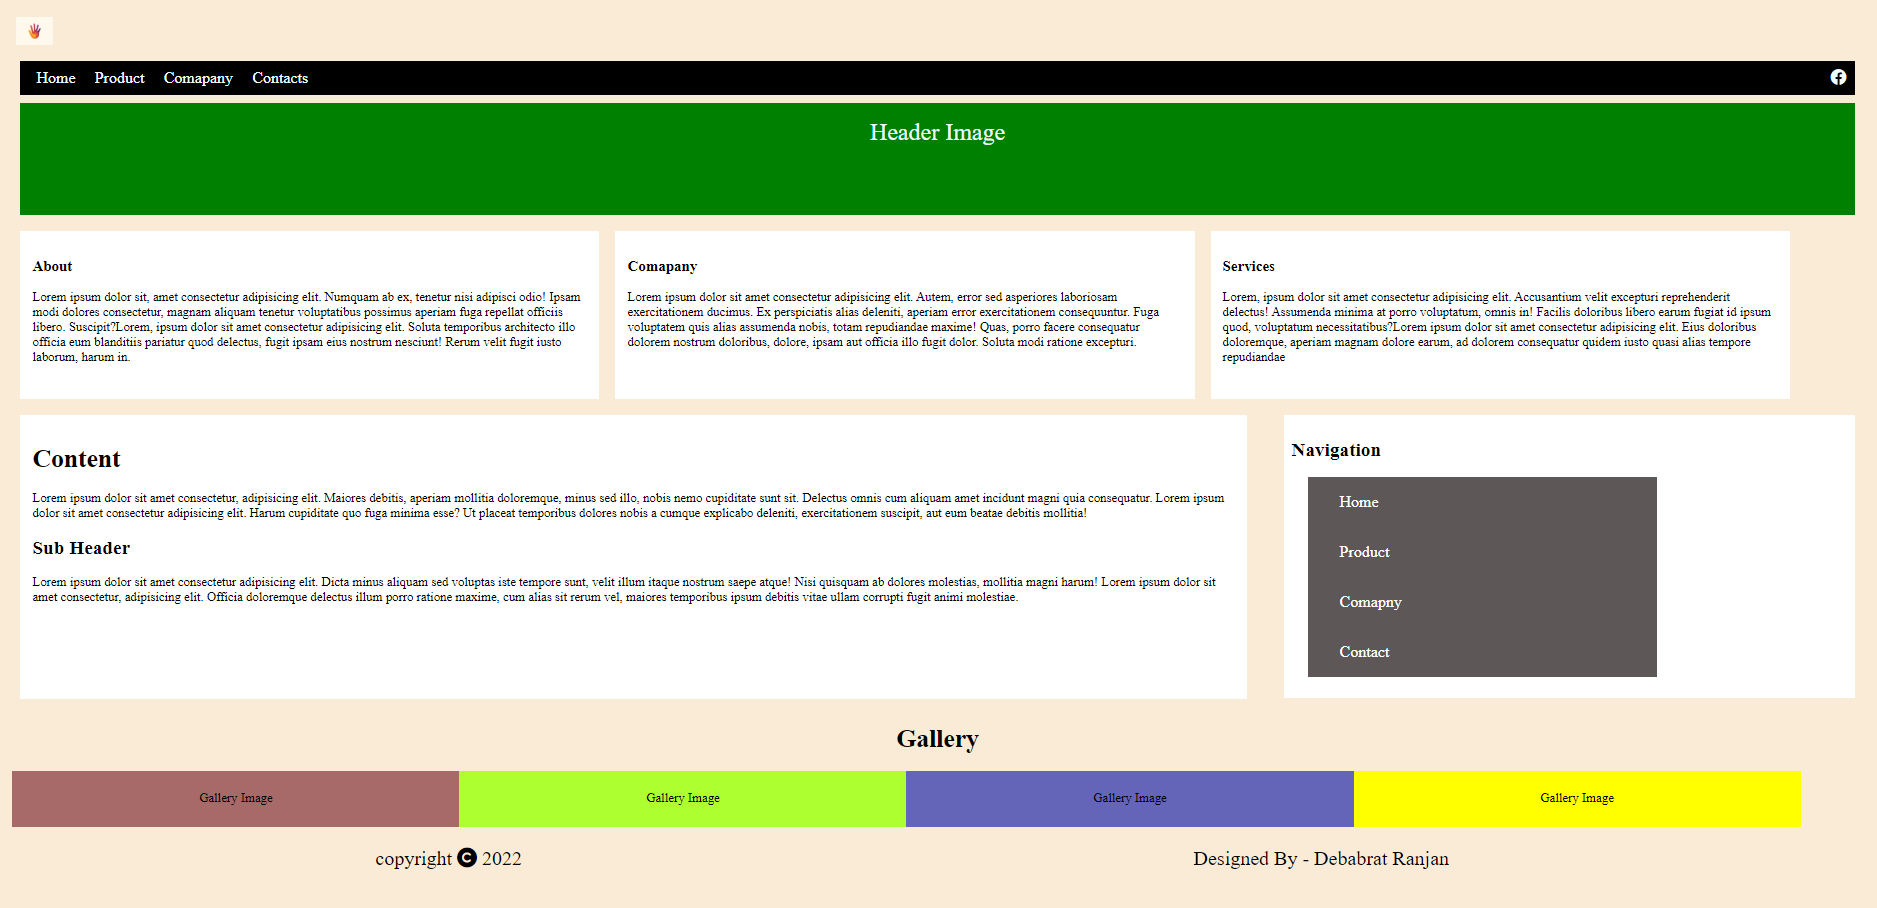 Home Product Comapany Contacts
Header Image
About
Lorem ipsum dolor sit, amet consectetur adipisicing elit. Numquam ab ex, tenetur nisi adipisci odio! Ipsam
modi dolores consectetur, magnam aliquam tenetur voluptatibus possimus aperiam fuga repellat officiis
libero. Suscipit?Lorem, ipsum dolor sit amet consectetur adipisicing elit. Soluta temporibus architecto illo
officia eum blanditiis pariatur quod delectus, fugit ipsam eius nostrum nesciunt! Rerum velit fugit iusto
laborum, harum in.
Comapany
Lorem ipsum dolor sit amet consectetur adipisicing elit. Autem, error sed asperiores laboriosam
exercitationem ducimus. Ex perspiciatis alias deleniti, aperiam error exercitationem consequuntur. Fuga
voluptatem quis alias assumenda nobis, totam repudiandae maxime! Quas, porro facere consequatur
dolorem nostrum doloribus, dolore, ipsam aut officia illo fugit dolor. Soluta modi ratione excepturi.
Services
Lorem, ipsum dolor sit amet consectetur adipisicing elit. Accusantium velit excepturi reprehenderit
delectus! Assumenda minima at porro voluptatum, omnis in! Facilis doloribus libero earum fugiat id ipsum
quod, voluptatum necessitatibus?Lorem ipsum dolor sit amet consectetur adipisicing elit. Eius doloribus
doloremque, aperiam magnam dolore earum, ad dolorem consequatur quidem iusto quasi alias tempore
repudiandae
Content
Lorem ipsum dolor sit amet consectetur, adipisicing elit. Maiores debitis, aperiam mollitia doloremque, minus sed illo, nobis nemo cupiditate sunt sit. Delectus omnis cum aliquam amet incidunt magni quia consequatur. Lorem ipsum
dolor sit amet consectetur adipisicing elit. Harum cupiditate quo fuga minima esse? Ut placeat temporibus dolores nobis a cumque explicabo deleniti, exercitationem suscipit, aut eum beatae debitis mollitia!
Sub Header
Lorem ipsum dolor sit amet consectetur adipisicing elit. Dicta minus aliquam sed voluptas iste tempore sunt, velit illum itaque nostrum saepe atque! Nisi quisquam ab dolores molestias, mollitia magni harum! Lorem ipsum dolor sit
amet consectetur, adipisicing elit. Officia doloremque delectus illum porro ratione maxime, cum alias sit rerum vel, maiores temporibus ipsum debitis vitae ullam corrupti fugit animi molestiae.
Navigation
Home
Product
Comapny
Contact
Gallery
Gallery Image Gallery Image Gallery Image Gallery Image
copyright C 2022
Designed By - Debabrat Ranjan